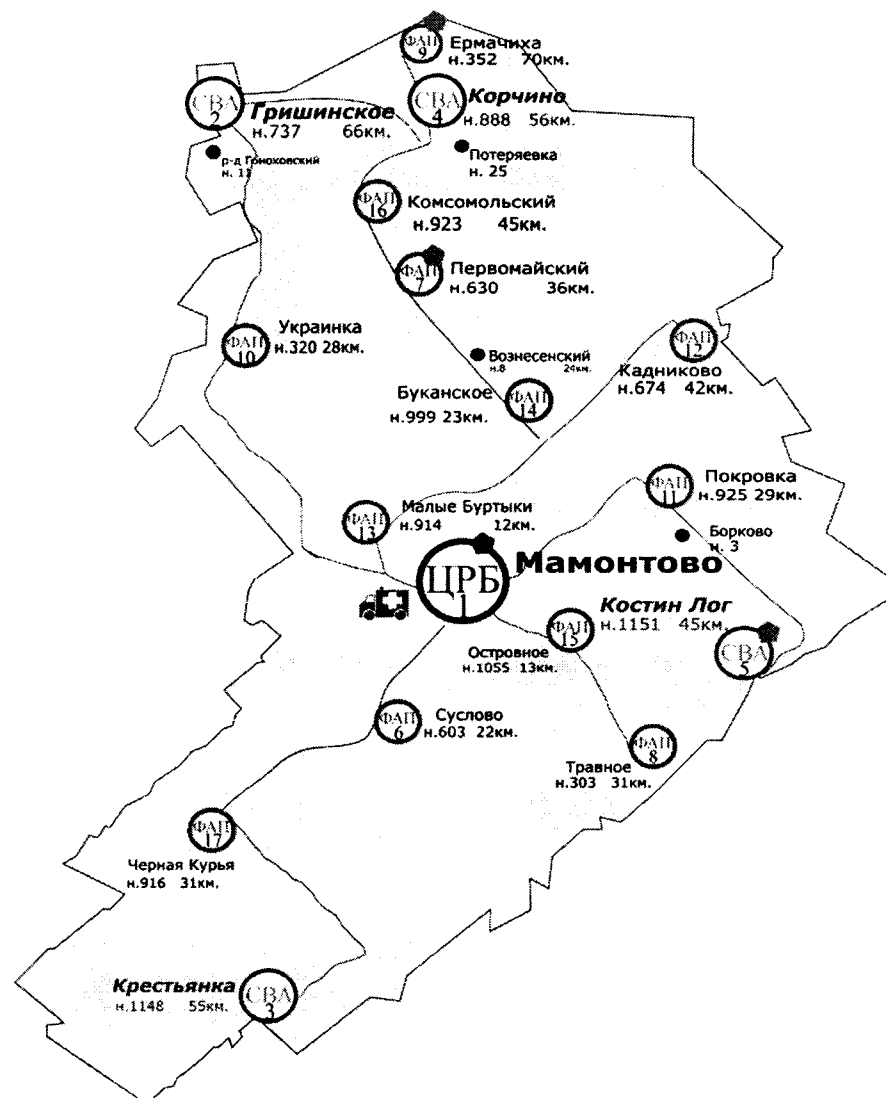 ФАП
9
Ермачиха
н.352 70км.
СВА
2
Гришинское
н.737 66км.
СВА
4
Корчино
н.888 56км.
р-д Гоноховский
н. 11
Потеряевка
н. 25
ФАП
16
Комсомольский
н.923 45км.
ФАП
7
Первомайский
н.630 36км.
ФАП
10
Украинка
н.320 28км.
Вознесенский
н.8 24км.
ФАП
12
Кадниково
н.674 42км.
Буканское
н.999 23км.
ФАП
14
ФАП
11
Покровка
н.925 29км.
ФАП
13
Малые Буртыки
н.914 12км.
Борково
н. 3
ЦРБ
1
Мамонтово
Костин Лог
н.1151 45км.
ФАП
15
Островное
н.1055 13км.
СВА
5
ФАП
6
Суслово
н.603 22км.
ФАП
8
Травное
н.303 31км.
ФАП
17
Черная Курья
н.916 31км.
Крестьянка
н.1148 55км.
СВА
3